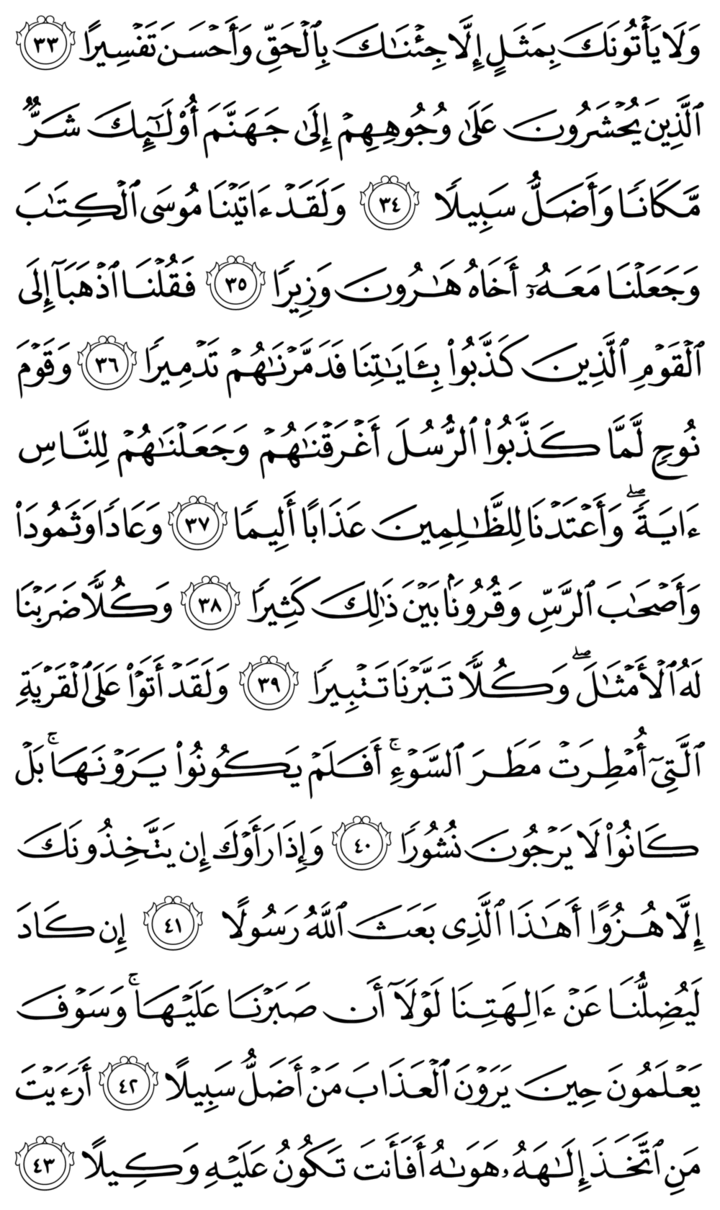 وَلَا يَأْتُونَكَ بِمَثَلٍ إِلَّا جِئْنَٰكَ بِٱلْحَقِّ وَأَحْسَنَ تَفْسِيرًا ٣٣
ٱلَّذِينَ يُحْشَرُونَ عَلَىٰ وُجُوهِهِمْ إِلَىٰ جَهَنَّمَ أُو۟لَٰٓئِكَ شَرٌّ
مَّكَانًا وَأَضَلُّ سَبِيلًا ٣٤ وَلَقَدْ ءَاتَيْنَا مُوسَى ٱلْكِتَٰبَ
وَجَعَلْنَا مَعَهُۥٓ أَخَاهُ هَٰرُونَ وَزِيرًا ٣٥ فَقُلْنَا ٱذْهَبَآ إِلَى
ٱلْقَوْمِ ٱلَّذِينَ كَذَّبُوا۟ بِـَٔايَٰتِنَا فَدَمَّرْنَٰهُمْ تَدْمِيرًا ٣٦ وَقَوْمَ
نُوحٍ لَّمَّا كَذَّبُوا۟ ٱلرُّسُلَ أَغْرَقْنَٰهُمْ وَجَعَلْنَٰهُمْ لِلنَّاسِ
ءَايَةً ۖ وَأَعْتَدْنَا لِلظَّٰلِمِينَ عَذَابًا أَلِيمًا ٣٧ وَعَادًا وَثَمُودَا۟
وَأَصْحَٰبَ ٱلرَّسِّ وَقُرُونًۢا بَيْنَ ذَٰلِكَ كَثِيرًا ٣٨ وَكُلًّا ضَرَبْنَا
لَهُ ٱلْأَمْثَٰلَ ۖ وَكُلًّا تَبَّرْنَا تَتْبِيرًا ٣٩ وَلَقَدْ أَتَوْا۟ عَلَى ٱلْقَرْيَةِ
ٱلَّتِىٓ أُمْطِرَتْ مَطَرَ ٱلسَّوْءِ ۚ أَفَلَمْ يَكُونُوا۟ يَرَوْنَهَا ۚ بَلْ
كَانُوا۟ لَا يَرْجُونَ نُشُورًا ٤٠ وَإِذَا رَأَوْكَ إِن يَتَّخِذُونَكَ
إِلَّا هُزُوًا أَهَٰذَا ٱلَّذِى بَعَثَ ٱللَّهُ رَسُولًا ٤١ إِن كَادَ
لَيُضِلُّنَا عَنْ ءَالِهَتِنَا لَوْلَآ أَن صَبَرْنَا عَلَيْهَا ۚ وَسَوْفَ
يَعْلَمُونَ حِينَ يَرَوْنَ ٱلْعَذَابَ مَنْ أَضَلُّ سَبِيلًا ٤٢ أَرَءَيْتَ
مَنِ ٱتَّخَذَ إِلَٰهَهُۥ هَوَىٰهُ أَفَأَنتَ تَكُونُ عَلَيْهِ وَكِيلًا ٤٣